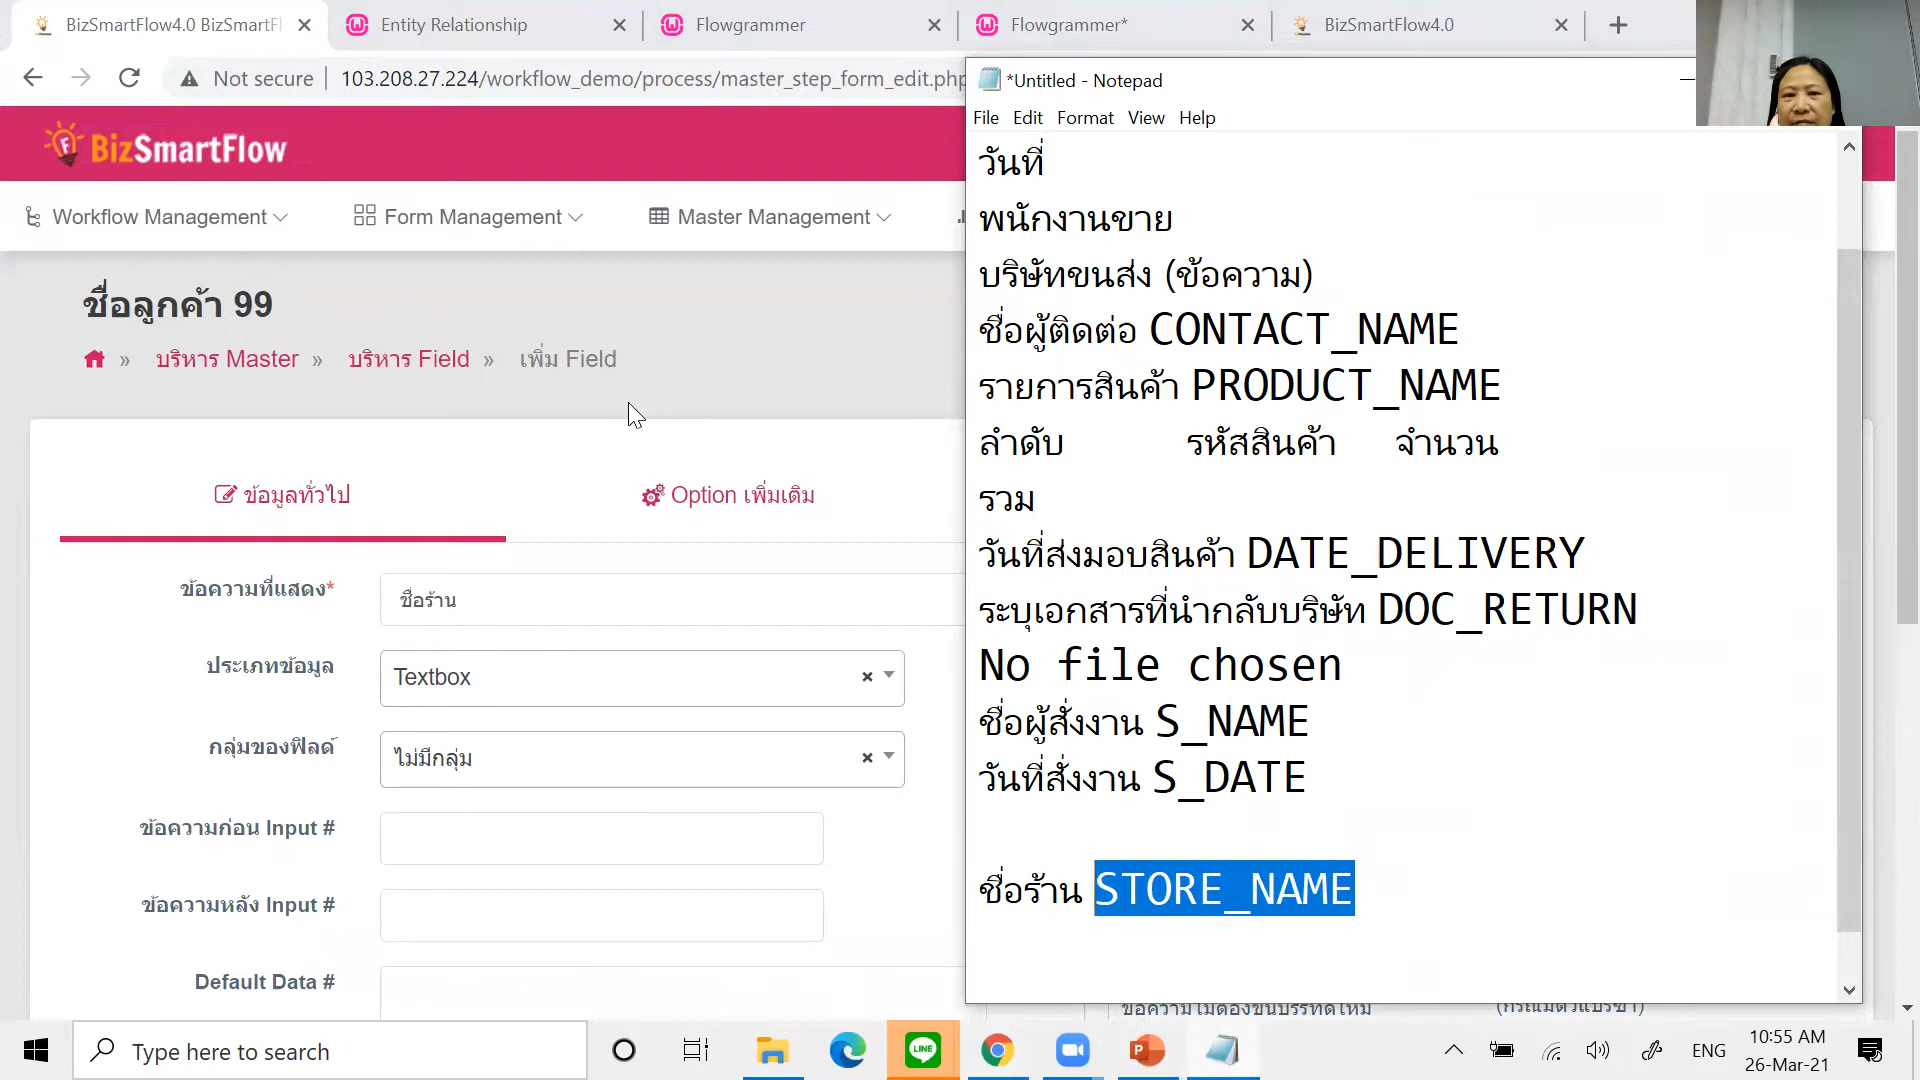 BizSmartFlow4.0 BizSmartFl
Entity Relationship
Flowgrammer
Flowgrammer*
BizSmartFlow4.0
Not secure
103.208.27.224/workflow_demo/process/master_step_form_edit.php
*Untitled - Notepad
File Edit Format View Help
BizSmartFlow
Workflow Management
Form Management
Master Management
ชื่อลูกค้า 99
» บริหาร Master » บริหาร Field » เพิ่ม Field
ข้อมูลทั่วไป
Option เพิ่มเติม
ข้อความที่แสดง*
ชื่อร้าน
ประเภทข้อมูล
Textbox
กลุ่มของฟิลด์
ไม่มีกลุ่ม
ข้อความก่อน Input #
ข้อความหลัง Input #
Default Data #
วันที่
พนักงานขาย
บริษัทขนส่ง (ข้อความ)
ชื่อผู้ติดต่อ CONTACT_NAME
รายการสินค้า PRODUCT_NAME
ลำดับ รหัสสินค้า จำนวน
รวม
วันที่ส่งมอบสินค้า DATE_DELIVERY
ระบุเอกสารที่นำกลับบริษัท DOC_RETURN
No file chosen
ชื่อผู้สั่งงาน S_NAME
วันที่สั่งงาน S_DATE
ชื่อร้าน STORE_NAME
Type here to search
LINE
ENG
10:55 AM
26-Mar-21